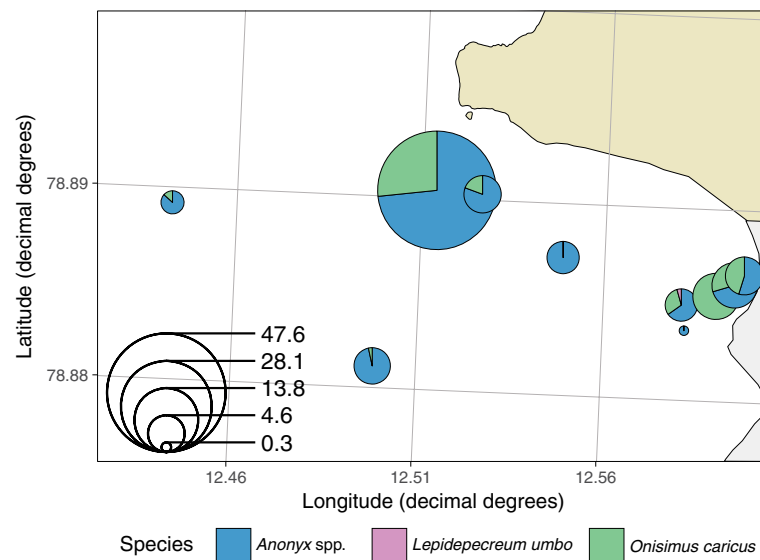 Latitude (decimal degrees)
78.89
78.88
47.6
28.1
13.8
4.6
0.3
12.46
12.51
12.56
Longitude (decimal degrees)
Species
Anonyx spp.
Lepidepecreum umbo
Onisimus caricus